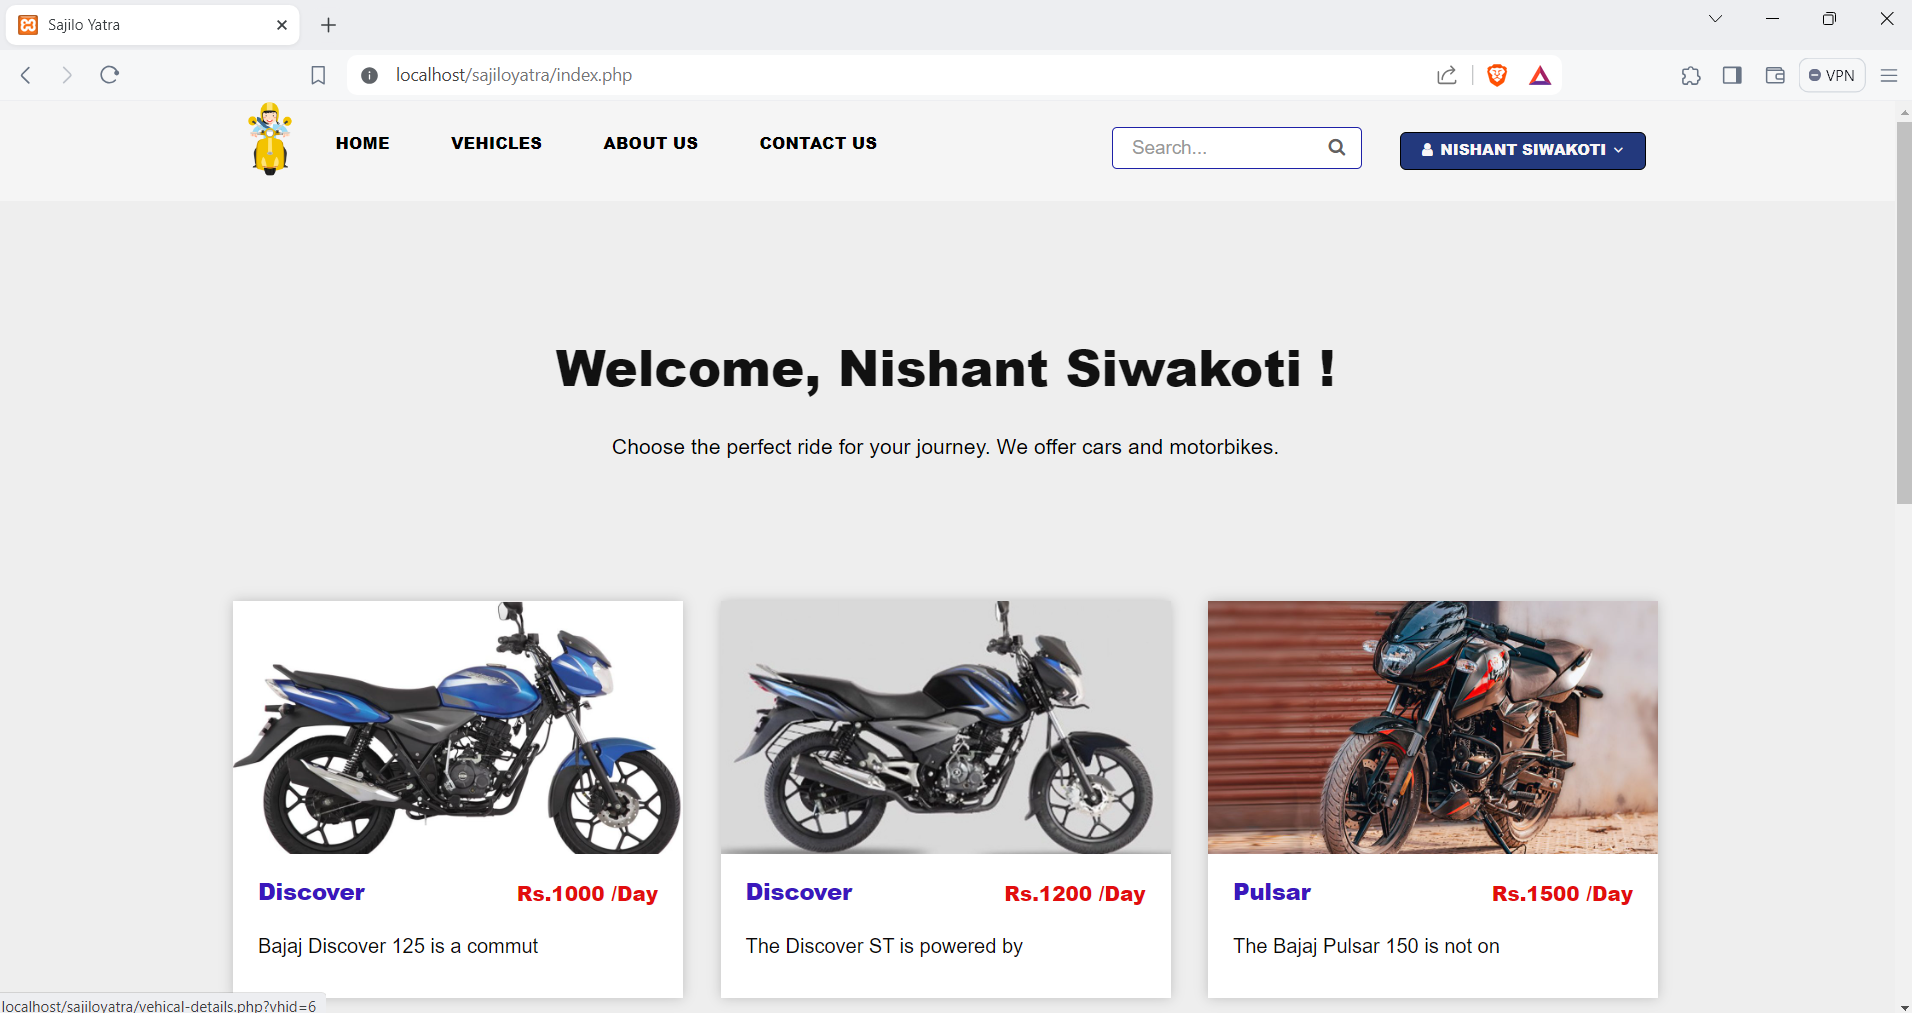 Sajilo Yatra
localhost/sajiloyatra/index.php
VPN
HOME VEHICLES ABOUT US CONTACT US
Search...
NISHANT SIWAKOTI
Welcome, Nishant Siwakoti !
Choose the perfect ride for your journey. We offer cars and motorbikes.
Discover Rs.1000 /Day
Bajaj Discover 125 is a commut
Discover Rs.1200 /Day
The Discover ST is powered by
Pulsar Rs.1500 /Day
The Bajaj Pulsar 150 is not on
localhost/sajiloyatra/vehical-details.php?vhid=6